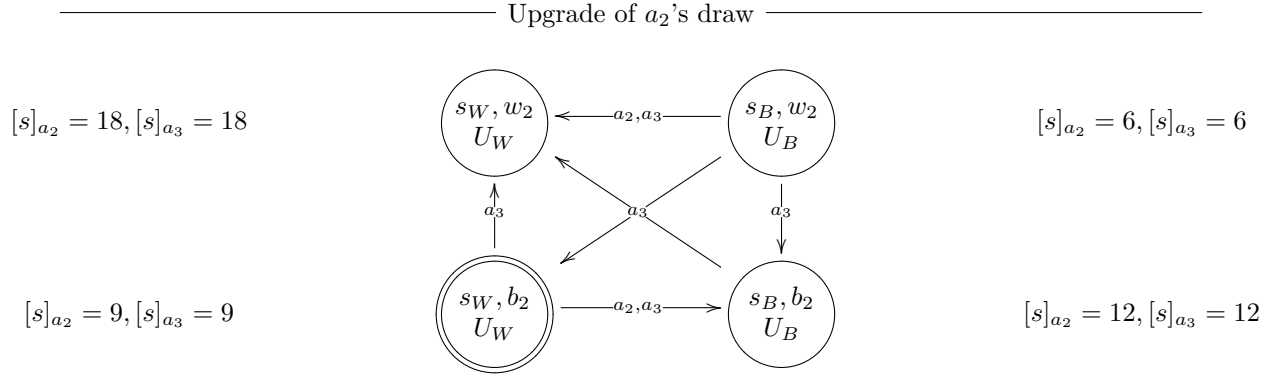 Upgrade of a₂'s draw
[s]ₐ₂ = 18, [s]ₐ₃ = 18
s_W, w₂
U_W
a₂,a₃
s_B, w₂
U_B
[s]ₐ₂ = 6, [s]ₐ₃ = 6
a₃
a₃
a₃
[s]ₐ₂ = 9, [s]ₐ₃ = 9
s_W, b₂
U_W
a₂,a₃
s_B, b₂
U_B
[s]ₐ₂ = 12, [s]ₐ₃ = 12